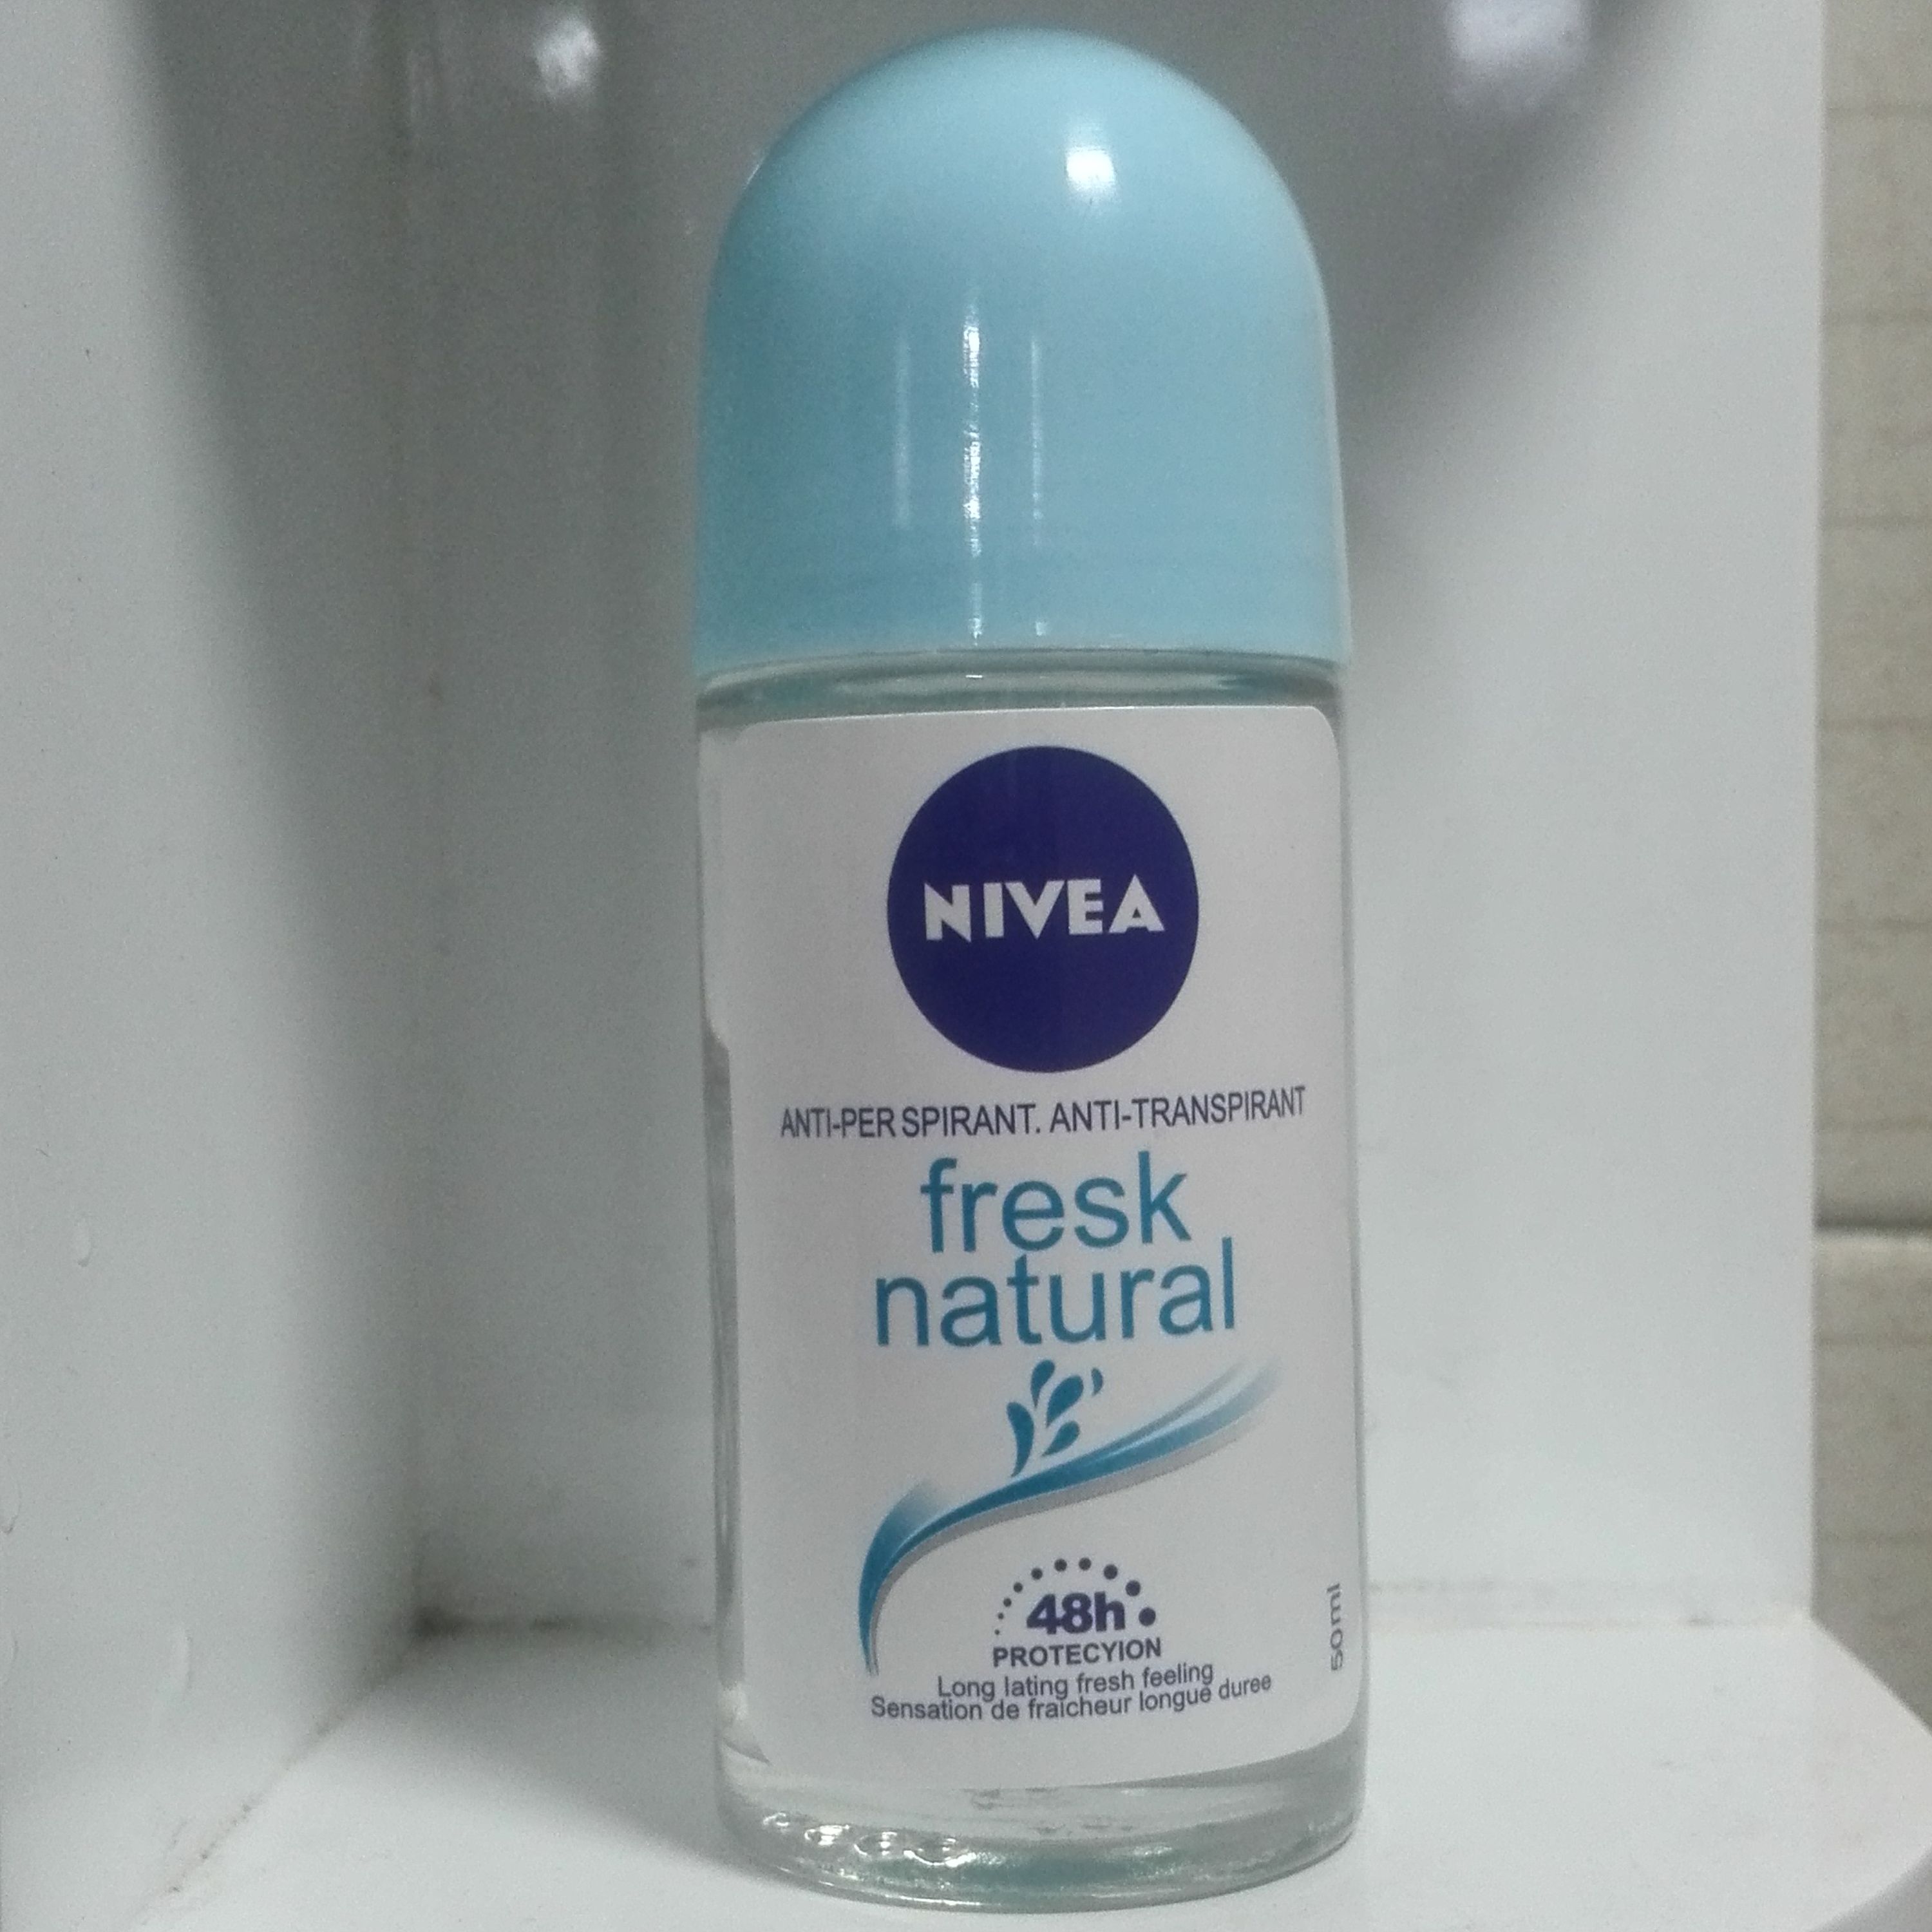 NIVEA
ANTI-PER SPIRANT. ANTI-TRANSPIRANT
fresk
natural
48h
PROTECYION
Long lating fresh feeling
Sensation de fraicheur longue duree
50ml